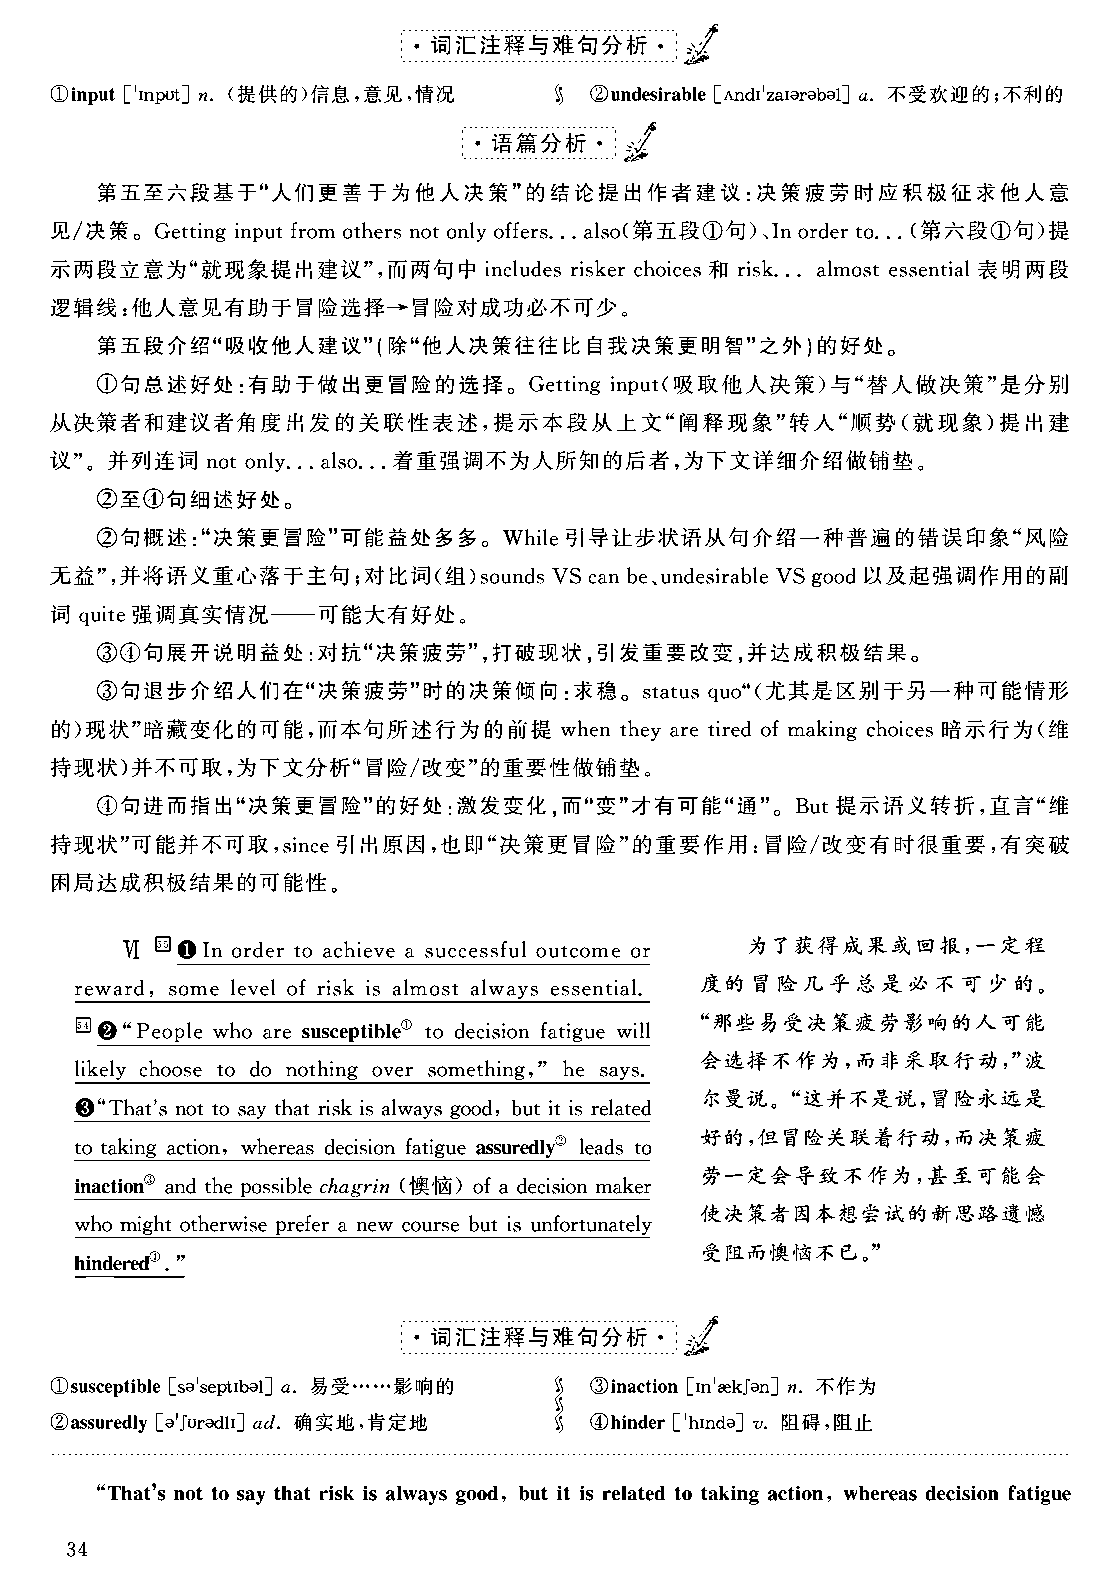 ·词汇注释与难句分析·
①input [ˈɪnpʊt] n. (提供的)信息,意见,情况 ②undesirable [ʌndɪˈzaɪərəbəl] a. 不受欢迎的;不利的
·语篇分析·
第五至六段基于“人们更善于为他人决策”的结论提出作者建议:决策疲劳时应积极征求他人意
见/决策。Getting input from others not only offers...also(第五段①句)、In order to...(第六段①句)提
示两段立意为“就现象提出建议”,而两句中 includes risker choices 和 risk... almost essential 表明两段
逻辑线:他人意见有助于冒险选择→冒险对成功必不可少。
第五段介绍“吸收他人建议”(除“他人决策往往比自我决策更明智”之外)的好处。
①句总述好处:有助于做出更冒险的选择。Getting input(吸取他人决策)与“替人做决策”是分别
从决策者和建议者角度出发的关联性表述,提示本段从上文“阐释现象”转人“顺势(就现象)提出建
议”。并列连词 not only...also...着重强调不为人所知的后者,为下文详细介绍做铺垫。
②至④句细述好处。
②句概述:“决策更冒险”可能益处多多。While 引导让步状语从句介绍一种普遍的错误印象“风险
无益”,并将语义重心落于主句;对比词(组)sounds VS can be、undesirable VS good 以及起强调作用的副
词 quite 强调真实情况——可能大有好处。
③④句展开说明益处:对抗“决策疲劳”,打破现状,引发重要改变,并达成积极结果。
③句退步介绍人们在“决策疲劳”时的决策倾向:求稳。status quo“(尤其是区别于另一种可能情形
的)现状”暗藏变化的可能,而本句所述行为的前提 when they are tired of making choices 暗示行为(维
持现状)并不可取,为下文分析“冒险/改变”的重要性做铺垫。
④句进而指出“决策更冒险”的好处:激发变化,而“变”才有可能“通”。But 提示语义转折,直言“维
持现状”可能并不可取,since 引出原因,也即“决策更冒险”的重要作用:冒险/改变有时很重要,有突破
困局达成积极结果的可能性。
Ⅵ 55 ❶In order to achieve a successful outcome or
reward, some level of risk is almost always essential.
54 ❷“People who are susceptible① to decision fatigue will
likely choose to do nothing over something,” he says.
❸“That's not to say that risk is always good, but it is related
to taking action, whereas decision fatigue assuredly② leads to
inaction③ and the possible chagrin (懊恼) of a decision maker
who might otherwise prefer a new course but is unfortunately
hindered④.”
为了获得成果或回报,一定程
度的冒险几乎总是必不可少的。
“那些易受决策疲劳影响的人可能
会选择不作为,而非采取行动,”波
尔曼说。“这并不是说,冒险永远是
好的,但冒险关联着行动,而决策疲
劳一定会导致不作为,甚至可能会
使决策者因本想尝试的新思路遗憾
受阻而懊恼不已。”
·词汇注释与难句分析·
①susceptible [səˈseptɪbəl] a. 易受……影响的 ③inaction [ɪnˈækʃən] n. 不作为
②assuredly [əˈʃʊrədlɪ] ad. 确实地,肯定地 ④hinder [ˈhɪndə] v. 阻碍,阻止
“That's not to say that risk is always good, but it is related to taking action, whereas decision fatigue
34